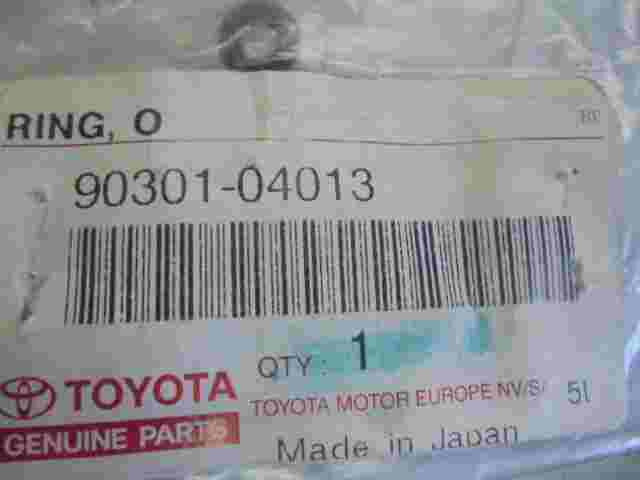 RING, O
90301-04013
QTY : 1
TOYOTA
TOYOTA MOTOR EUROPE NV/S
GENUINE PARTS
Made in Japan